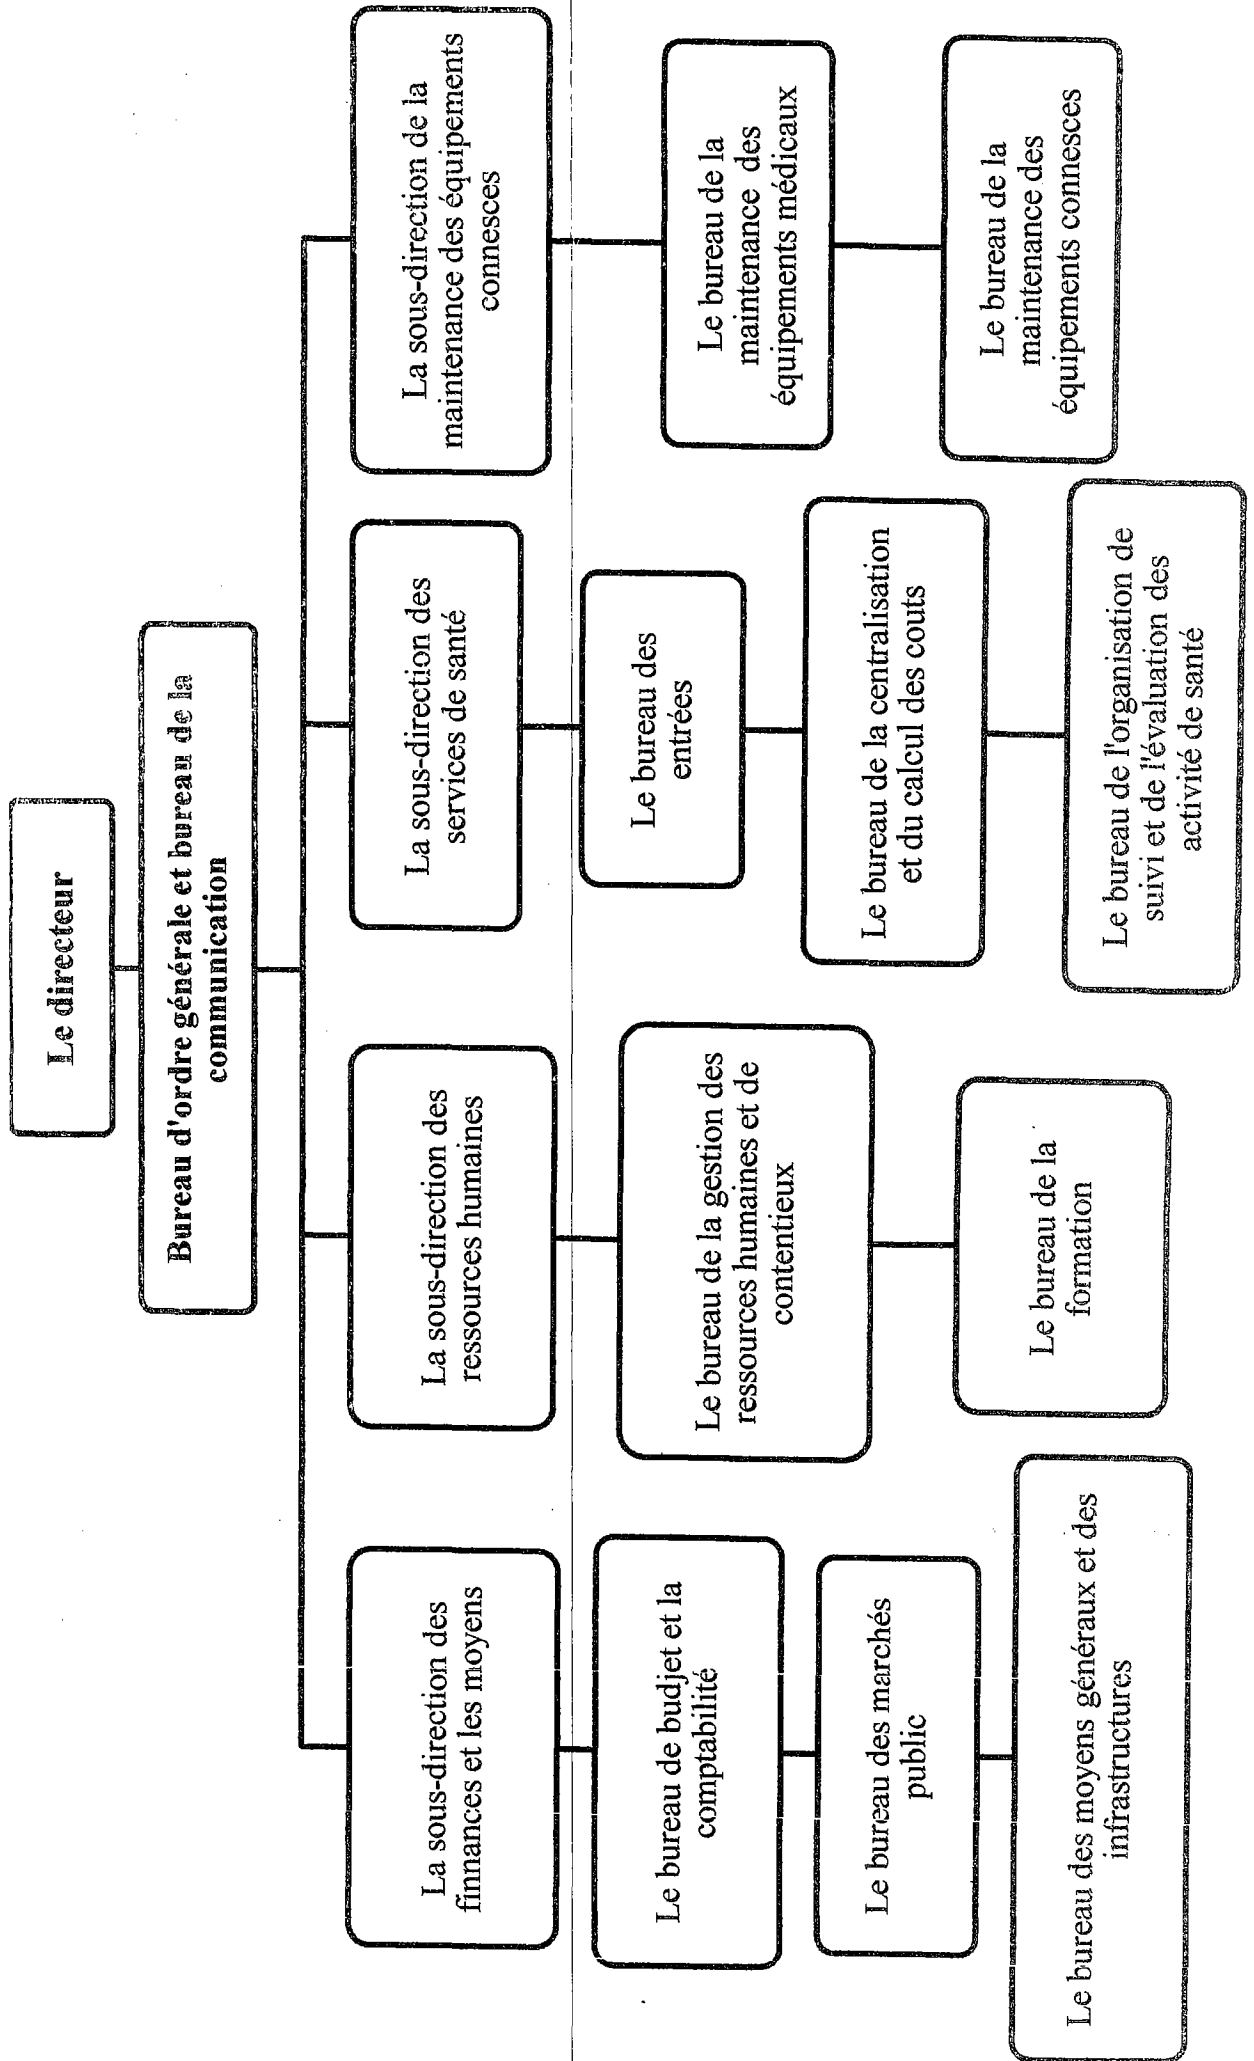 Le directeur
Bureau d'ordre générale et bureau de la
communication
La sous-direction des
finnances et les moyens
Le bureau de budjet et la
comptabilité
Le bureau des marchés
public
Le bureau des moyens généraux et des
infrastructures
La sous-direction des
ressources humaines
Le bureau de la gestion des
ressources humaines et de
contentieux
Le bureau de la
formation
La sous-direction des
services de santé
Le bureau des
entrées
Le bureau de la centralisation
et du calcul des couts
Le bureau de l'organisation de
suivi et de l'évaluation des
activité de santé
La sous-direction de la
maintenance des équipements
connesces
Le bureau de la
maintenance des
équipements médicaux
Le bureau de la
maintenance des
équipements connesces